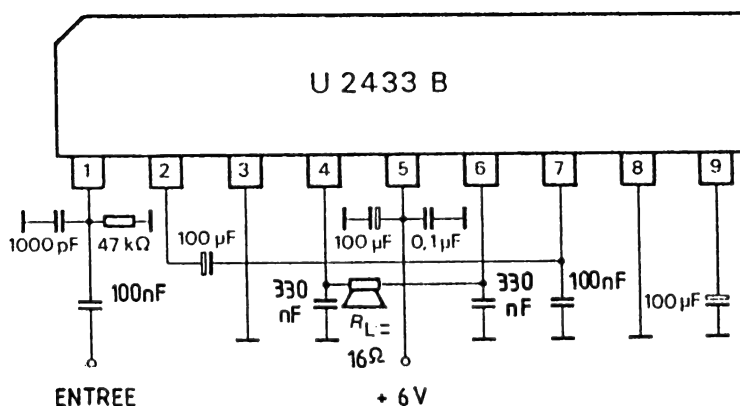 U 2433 B
1 2 3 4 5 6 7 8 9
1000 pF 47 kΩ 100 µF 100 µF 0,1 µF
100nF 330 nF 330 nF 100nF 100 µF
RL= 16Ω
ENTREE + 6 V